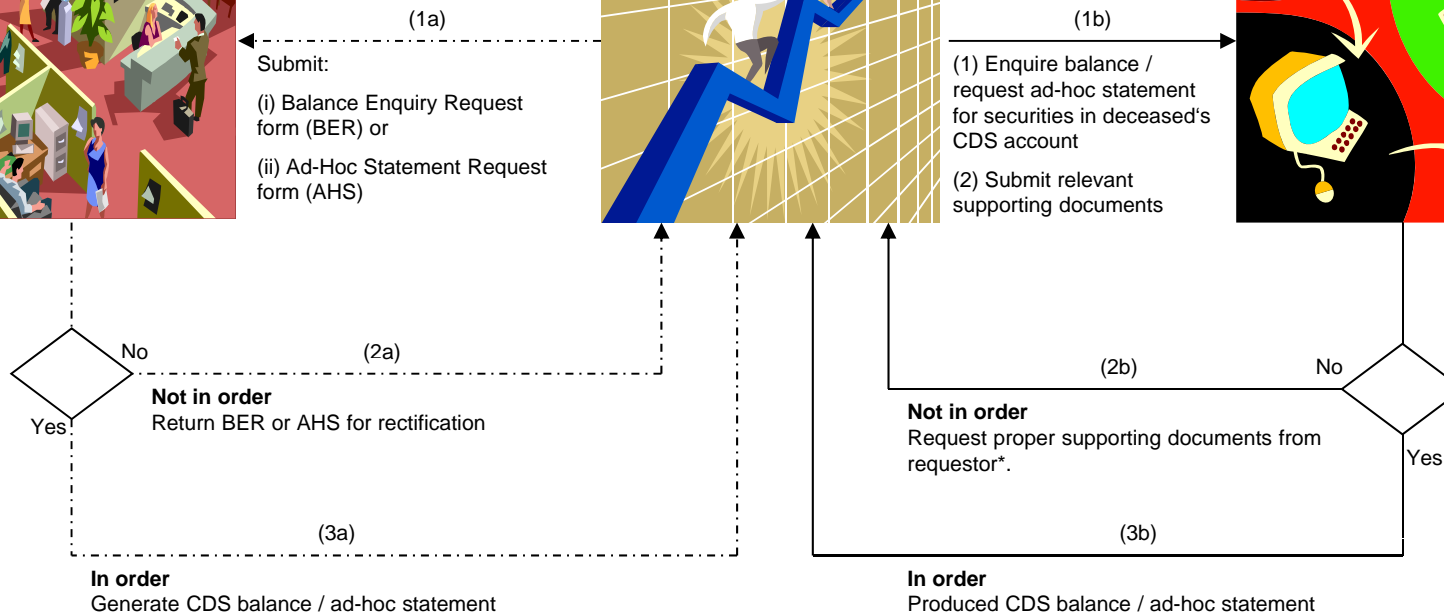 (1a)
Submit:
(i) Balance Enquiry Request
form (BER) or
(ii) Ad-Hoc Statement Request
form (AHS)
(1b)
(1) Enquire balance /
request ad-hoc statement
for securities in deceased‘s
CDS account
(2) Submit relevant
supporting documents
No
(2a)
Not in order
Return BER or AHS for rectification
Yes
(2b)
No
Not in order
Request proper supporting documents from
requestor*.
Yes
(3a)
In order
Generate CDS balance / ad-hoc statement
(3b)
In order
Produced CDS balance / ad-hoc statement